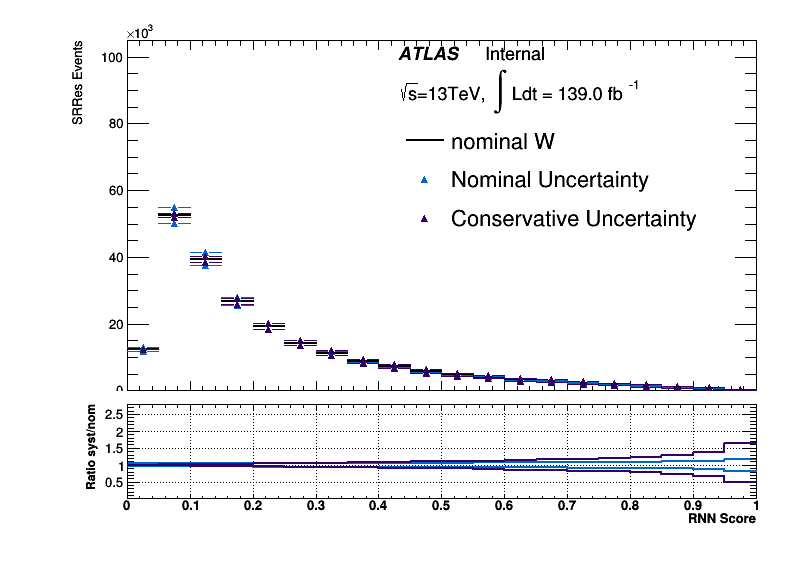 ×10³
SRRes Events
100
80
60
40
20
0
ATLAS Internal
√s=13TeV, ∫ Ldt = 139.0 fb -1
nominal W
Nominal Uncertainty
Conservative Uncertainty
Ratio syst/nom
2.5
2
1.5
1
0.5
0 0.1 0.2 0.3 0.4 0.5 0.6 0.7 0.8 0.9 1
RNN Score